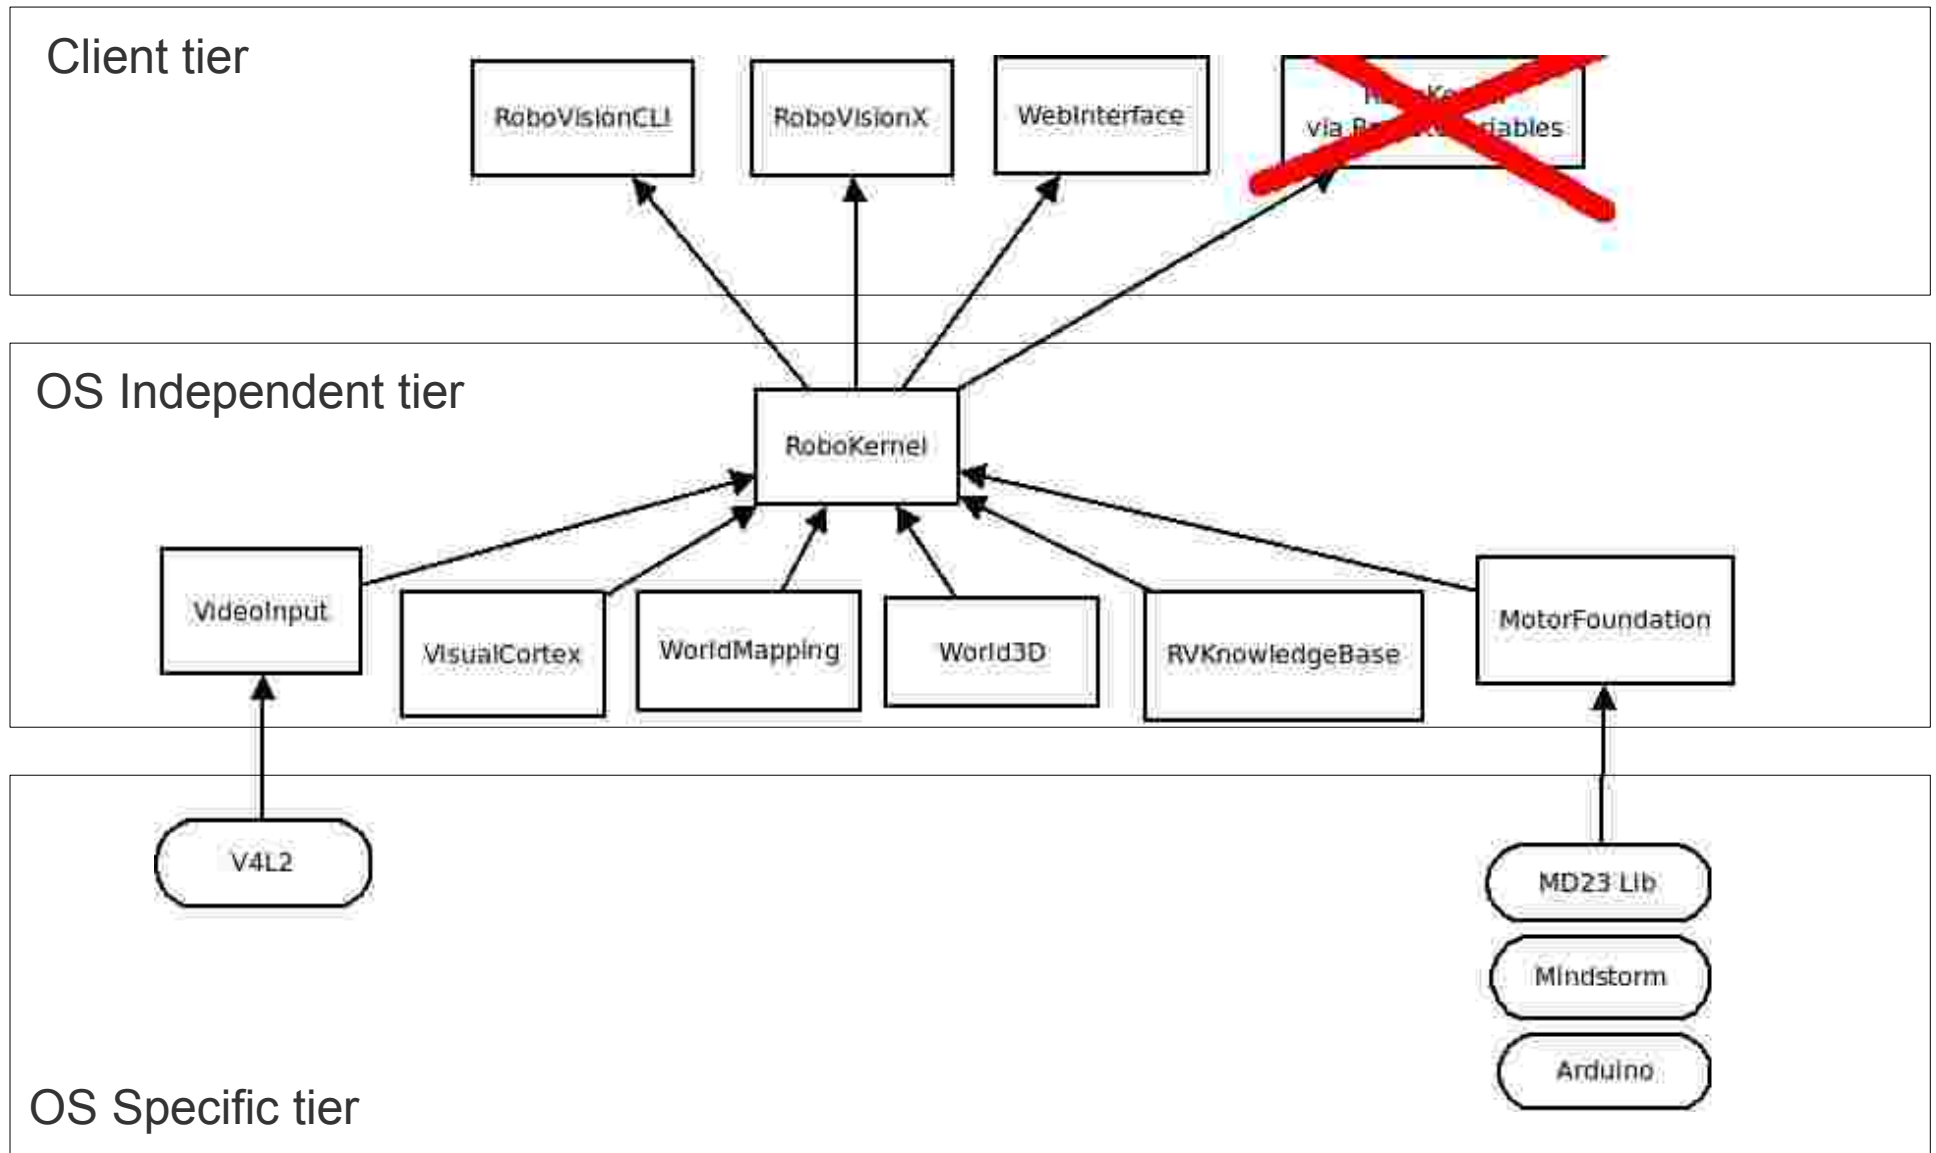 Client tier
RoboVisionCLI
RoboVisionX
WebInterface
via
OS Independent tier
RoboKernel
VideoInput
VisualCortex
WorldMapping
World3D
RVKnowledgeBase
MotorFoundation
V4L2
MD23 Lib
Mindstorm
Arduino
OS Specific tier